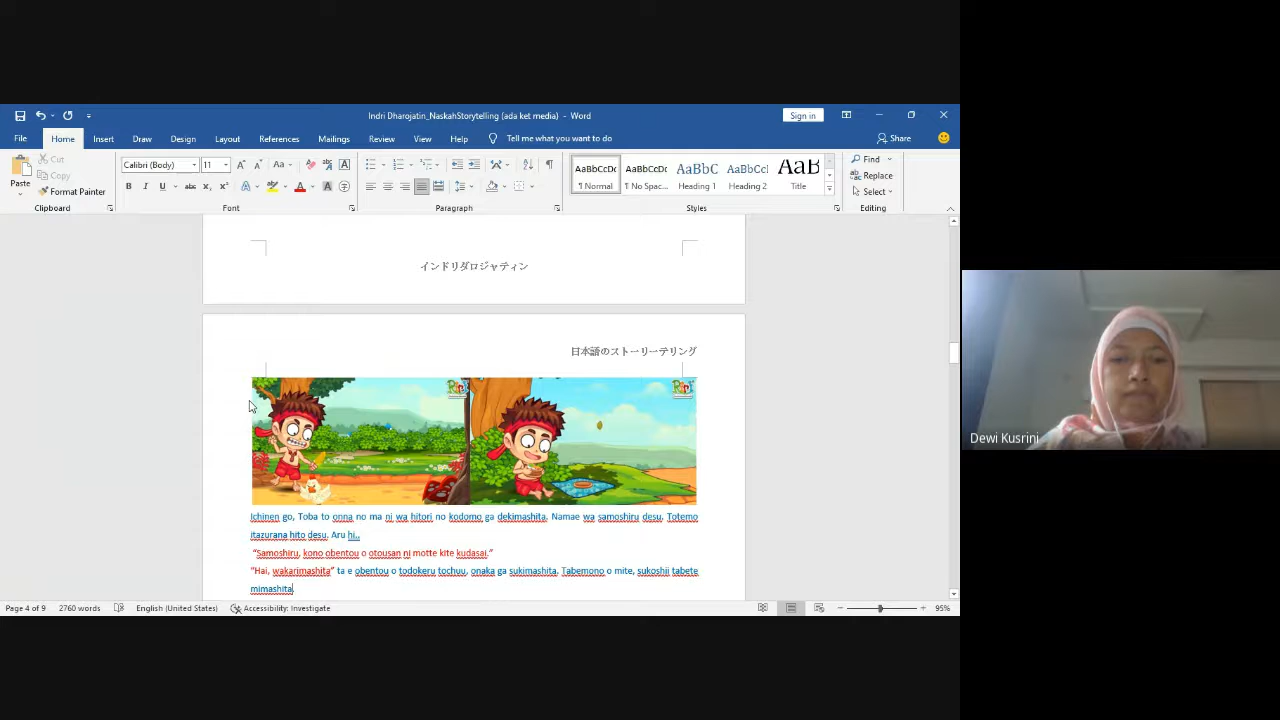 Indri Dharojatin_NaskahStorytelling (ada ket media) - Word
Sign in
File Home Insert Draw Design Layout References Mailings Review View Help Tell me what you want to do
Share
Paste
Cut
Copy
Format Painter
Clipboard
Calibri (Body) 11
Font
Paragraph
AaBbCcDc AaBbCcDc AaBbC AaBbCcI AaB
¶ Normal ¶ No Spac... Heading 1 Heading 2 Title
Styles
Find
Replace
Select
Editing
インドリダロジャティン
日本語のストーリーテリング
Riri
Riri
Ichinen go, Toba to onna no ma ni wa hitori no kodomo ga dekimashita. Namae wa samoshiru desu. Totemo
itazurana hito desu. Aru hi..
"Samoshiru, kono obentou o otousan ni motte kite kudasai."
"Hai, wakarimashita" ta e obentou o todokeru tochuu, onaka ga sukimashita. Tabemono o mite, sukoshii tabete
mimashita.
Page 4 of 9 2760 words English (United States) Accessibility: Investigate 95%
Dewi Kusrini